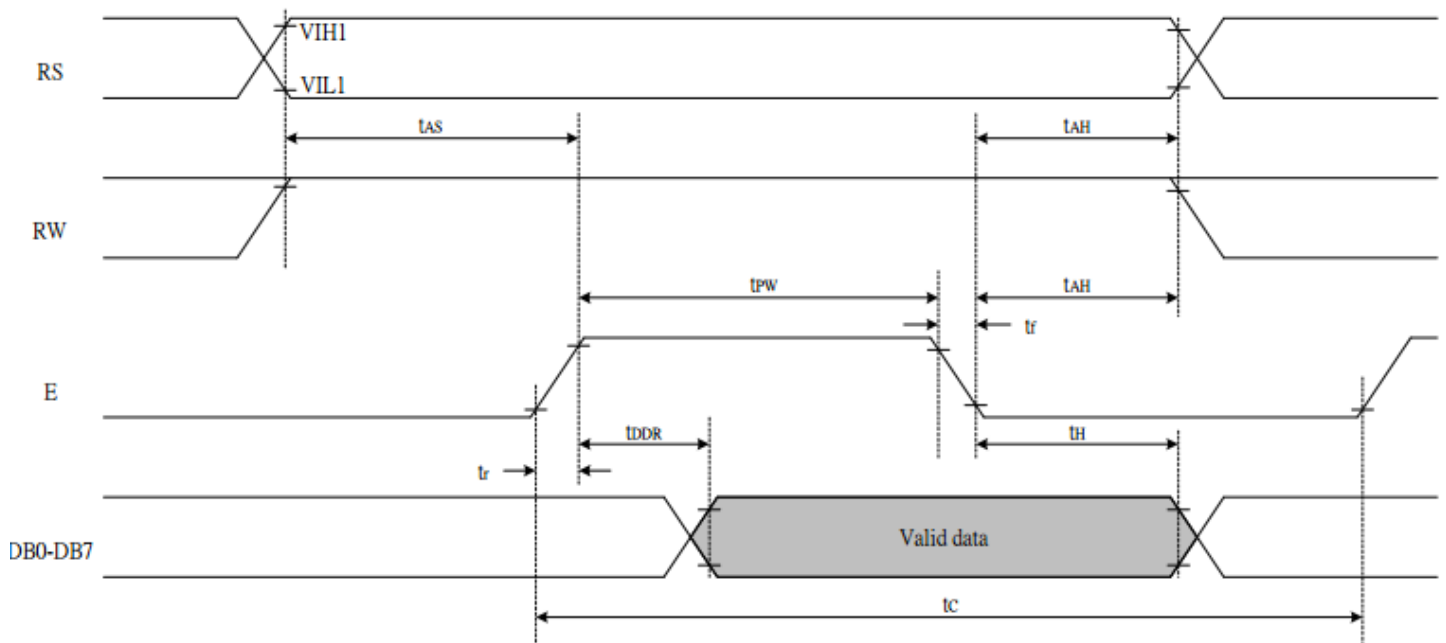 VIH1
RS
VIL1
tAS
tAH
RW
tPW
tAH
tf
E
tDDR
tH
tr
Valid data
DB0-DB7
tC